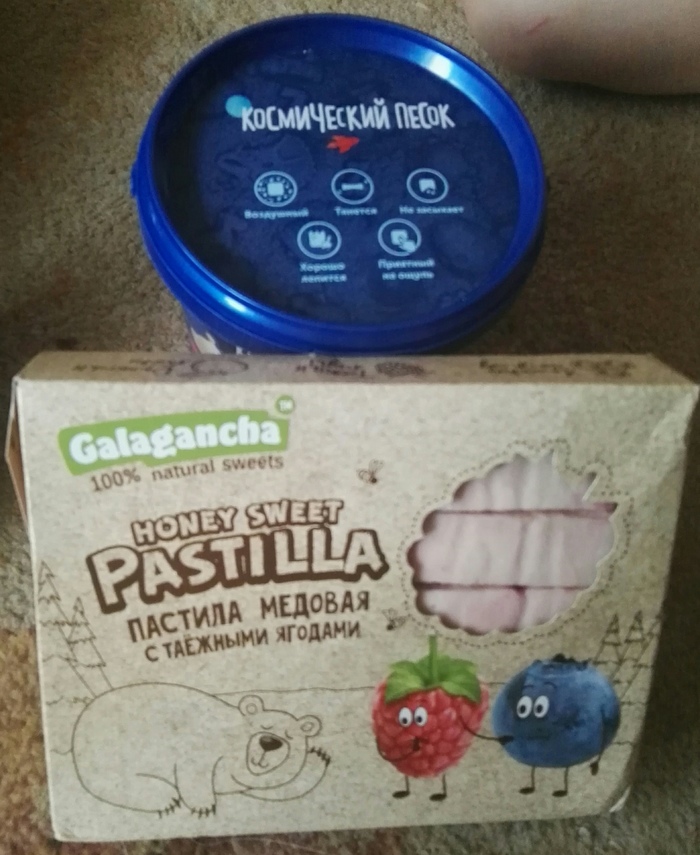 КОСМИЧЕСКИЙ ПЕСОК
Воздушный
Тянется
Не засыхает
Хорошо
лепится
Приятный
на ощупь
Galagancha™
100% natural sweets
HONEY SWEET
PASTILLA
ПАСТИЛА МЕДОВАЯ
С ТАЁЖНЫМИ ЯГОДАМИ